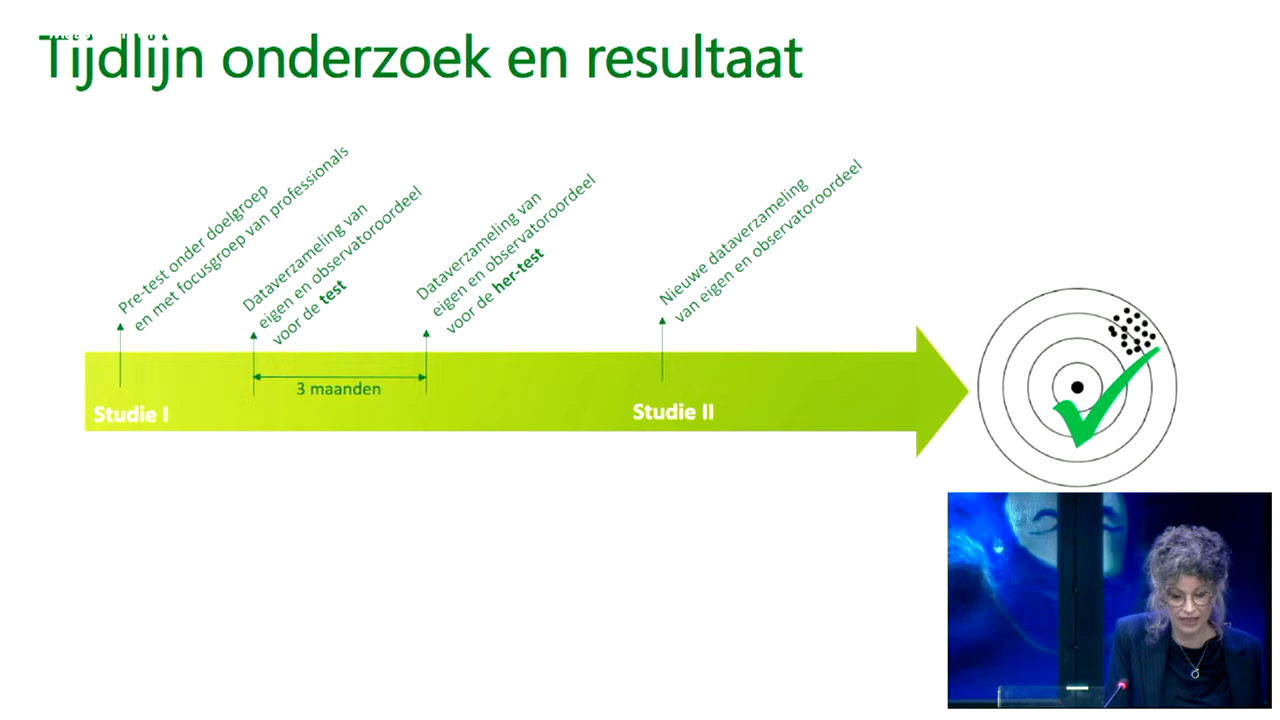 Tijdlijn onderzoek en resultaat
Pre-test onder doelgroep
en met focusgroep van professionals
Dataverzameling van
eigen en observatoroordeel
voor de test
Dataverzameling van
eigen en observatoroordeel
voor de her-test
Nieuwe dataverzameling
van eigen en observatoroordeel
3 maanden
Studie I
Studie II